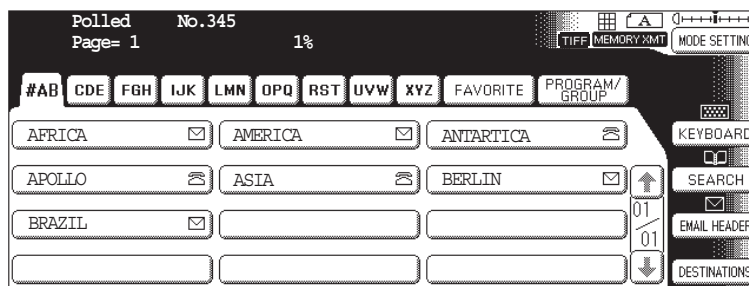 Polled No.345
Page= 1 1%
A
TIFF MEMORY XMT MODE SETTING
#AB CDE FGH IJK LMN OPQ RST UVW XYZ FAVORITE PROGRAM/
GROUP
AFRICA AMERICA ANTARTICA KEYBOARD
APOLLO ASIA BERLIN SEARCH
BRAZIL 01 EMAIL HEADER
01
DESTINATIONS